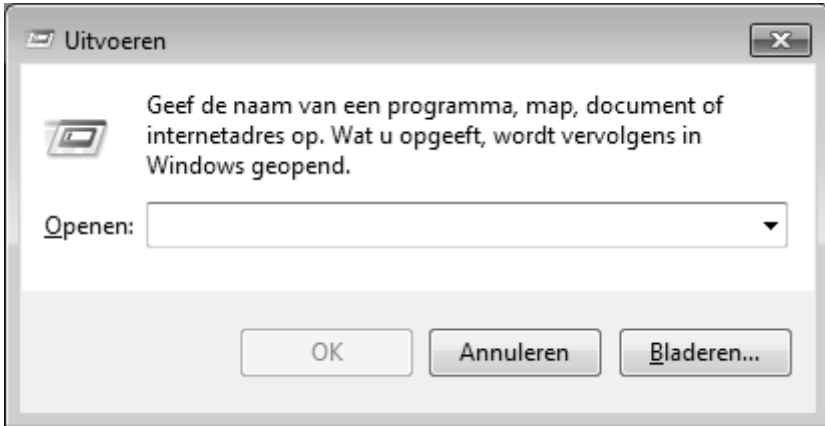 Uitvoeren
Geef de naam van een programma, map, document of
internetadres op. Wat u opgeeft, wordt vervolgens in
Windows geopend.
Openen:
OK Annuleren Bladeren...